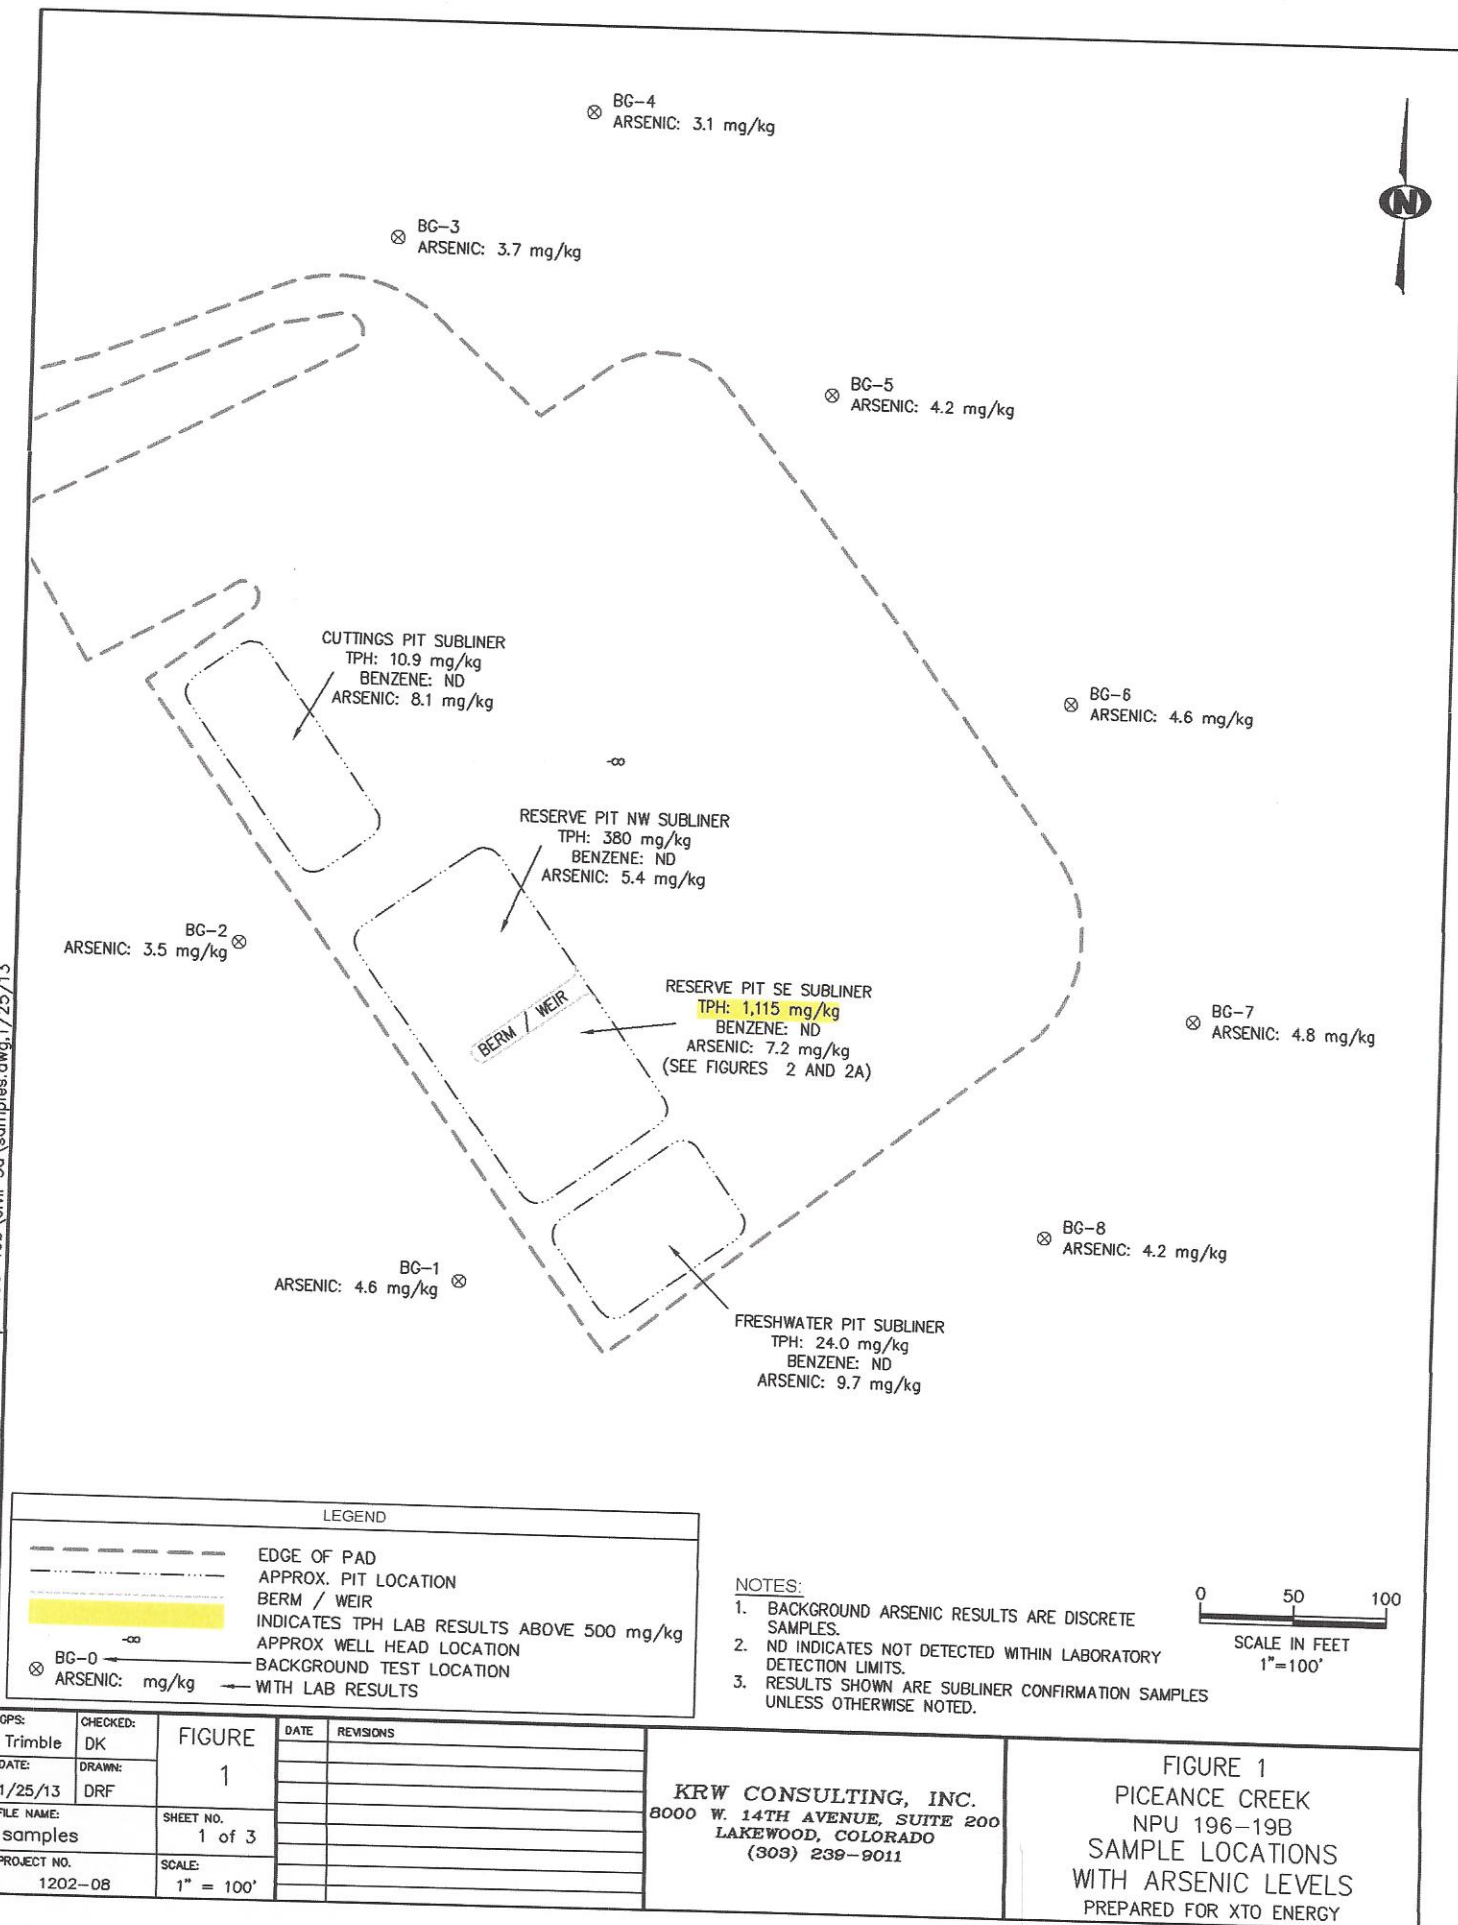 BG-4
ARSENIC: 3.1 mg/kg
N
BG-3
ARSENIC: 3.7 mg/kg
BG-5
ARSENIC: 4.2 mg/kg
CUTTINGS PIT SUBLINER
TPH: 10.9 mg/kg
BENZENE: ND
ARSENIC: 8.1 mg/kg
BG-6
ARSENIC: 4.6 mg/kg
RESERVE PIT NW SUBLINER
TPH: 380 mg/kg
BENZENE: ND
ARSENIC: 5.4 mg/kg
BG-2
ARSENIC: 3.5 mg/kg
RESERVE PIT SE SUBLINER
TPH: 1,115 mg/kg
BENZENE: ND
ARSENIC: 7.2 mg/kg
(SEE FIGURES 2 AND 2A)
BERM / WEIR
BG-7
ARSENIC: 4.8 mg/kg
BG-8
ARSENIC: 4.2 mg/kg
BG-1
ARSENIC: 4.6 mg/kg
FRESHWATER PIT SUBLINER
TPH: 24.0 mg/kg
BENZENE: ND
ARSENIC: 9.7 mg/kg
samples.dwg,1/25/13
LEGEND
EDGE OF PAD
APPROX. PIT LOCATION
BERM / WEIR
INDICATES TPH LAB RESULTS ABOVE 500 mg/kg
APPROX WELL HEAD LOCATION
BG-0
BACKGROUND TEST LOCATION
ARSENIC: mg/kg
WITH LAB RESULTS
NOTES:
1. BACKGROUND ARSENIC RESULTS ARE DISCRETE
SAMPLES.
2. ND INDICATES NOT DETECTED WITHIN LABORATORY
DETECTION LIMITS.
3. RESULTS SHOWN ARE SUBLINER CONFIRMATION SAMPLES
UNLESS OTHERWISE NOTED.
0 50 100
SCALE IN FEET
1"=100'
GPS:
Trimble
CHECKED:
DK
DATE:
1/25/13
DRAWN:
DRF
FILE NAME:
samples
PROJECT NO.
1202-08
FIGURE
1
SHEET NO.
1 of 3
SCALE:
1" = 100'
DATE REVISIONS
KRW CONSULTING, INC.
8000 W. 14TH AVENUE, SUITE 200
LAKEWOOD, COLORADO
(303) 239-9011
FIGURE 1
PICEANCE CREEK
NPU 196-19B
SAMPLE LOCATIONS
WITH ARSENIC LEVELS
PREPARED FOR XTO ENERGY